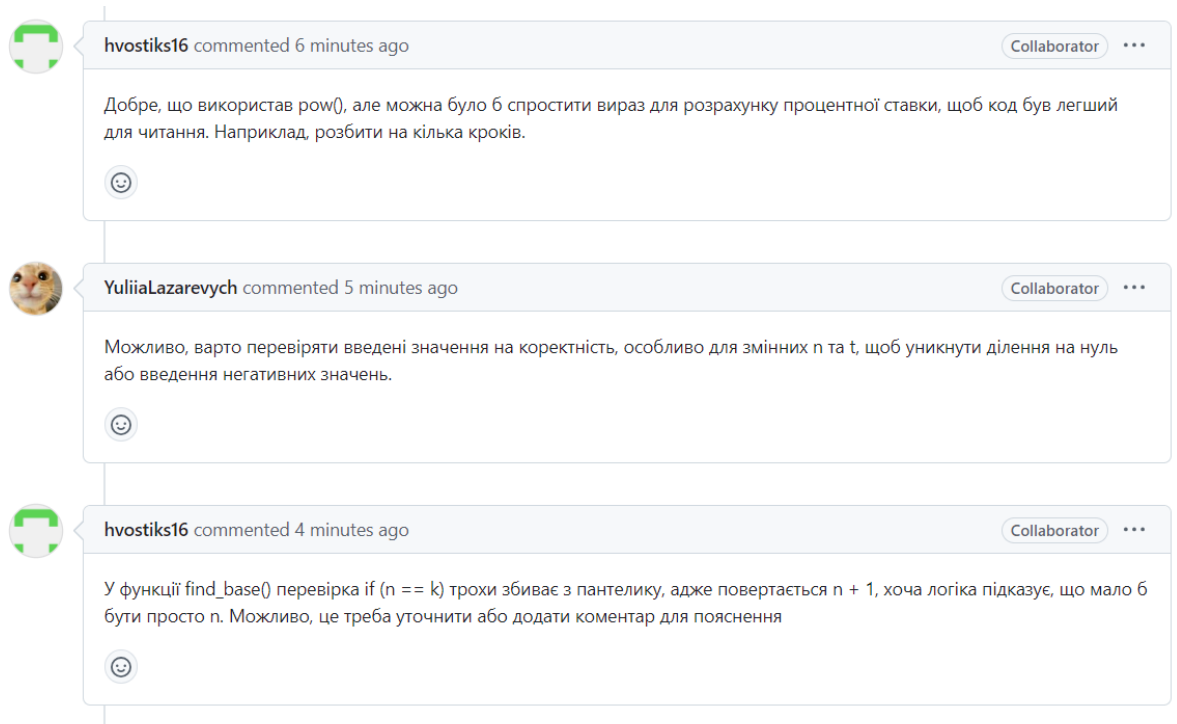 hvostiks16 commented 6 minutes ago Collaborator ...
Добре, що використав pow(), але можна було б спростити вираз для розрахунку процентної ставки, щоб код був легший
для читання. Наприклад, розбити на кілька кроків.
YuliiaLazarevych commented 5 minutes ago Collaborator ...
Можливо, варто перевіряти введені значення на коректність, особливо для змінних n та t, щоб уникнути ділення на нуль
або введення негативних значень.
hvostiks16 commented 4 minutes ago Collaborator ...
У функції find_base() перевірка if (n == k) трохи збиває з пантелику, адже повертається n + 1, хоча логіка підказує, що мало б
бути просто n. Можливо, це треба уточнити або додати коментар для пояснення